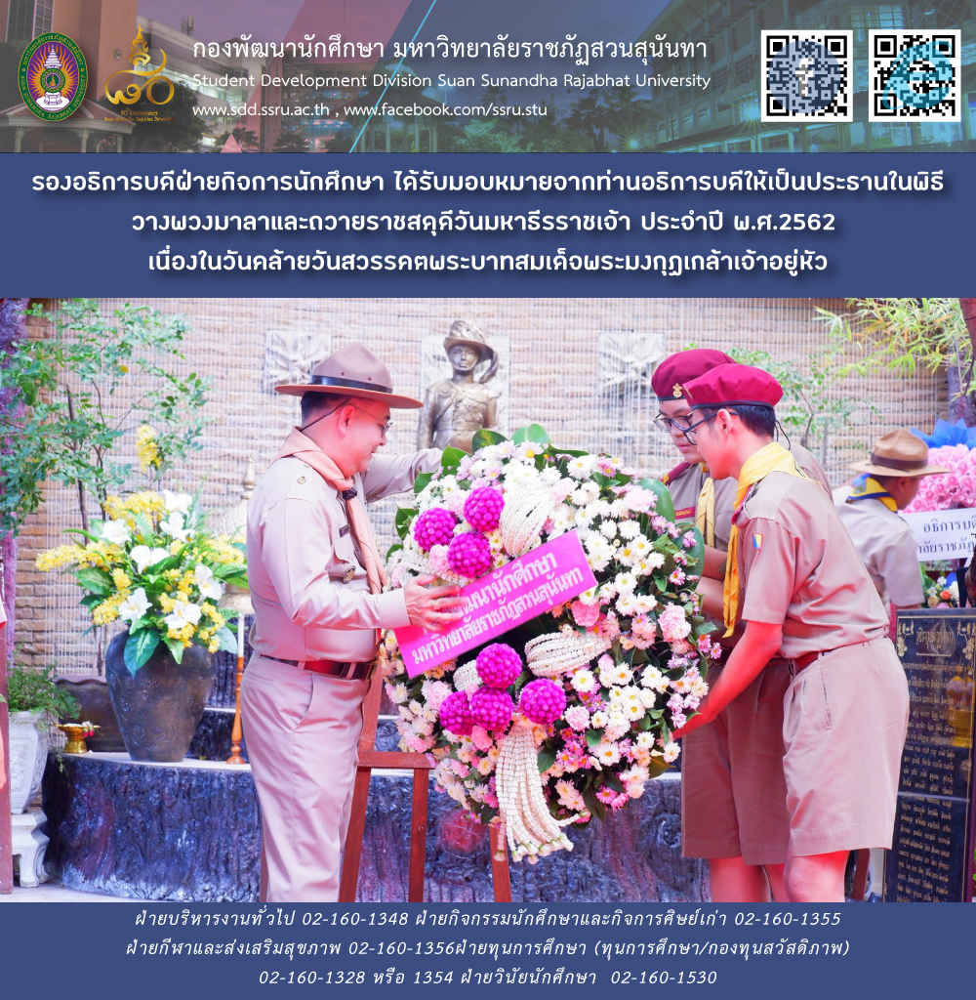 กองพัฒนานักศึกษา มหาวิทยาลัยราชภัฏสวนสุนันทา
Student Development Division Suan Sunandha Rajabhat University
www.sdd.ssru.ac.th , www.facebook.com/ssru.stu
รองอธิการบดีฝ่ายกิจการนักศึกษา ได้รับมอบหมายจากท่านอธิการบดีให้เป็นประธานในพิธี
วางพวงมาลาและถวายราชสดุดีวันมหาธีรราชเจ้า ประจำปี พ.ศ.2562
เนื่องในวันคล้ายวันสวรรคตพระบาทสมเด็จพระมงกุฎเกล้าเจ้าอยู่หัว
มหาวิทยาลัยราชภัฏสวนสุนันทา
อธิการบดี
ฝ่ายบริหารงานทั่วไป 02-160-1348 ฝ่ายกิจกรรมนักศึกษาและกิจการศิษย์เก่า 02-160-1355
ฝ่ายกีฬาและส่งเสริมสุขภาพ 02-160-1356ฝ่ายทุนการศึกษา (ทุนการศึกษา/กองทุนสวัสดิภาพ)
02-160-1328 หรือ 1354 ฝ่ายวินัยนักศึกษา 02-160-1530